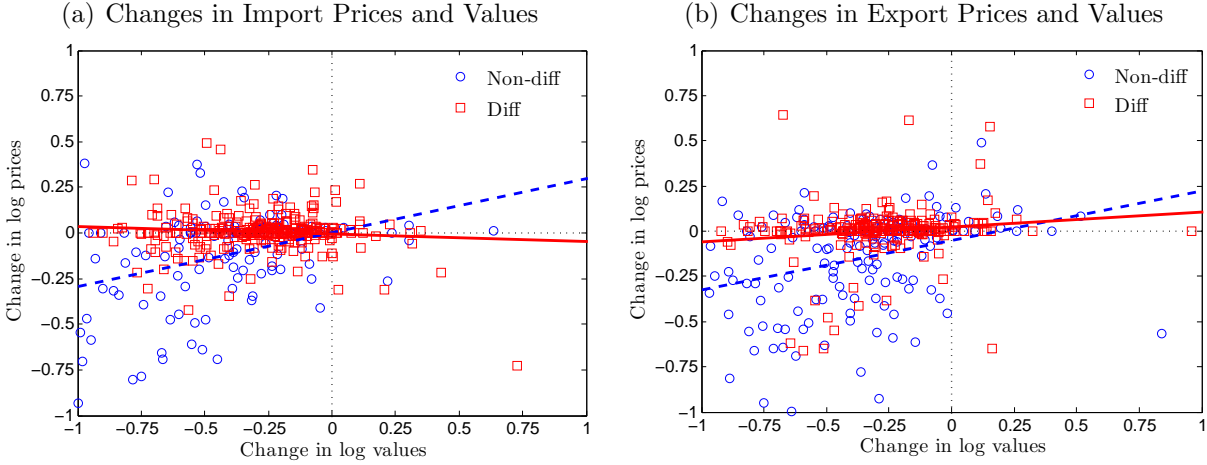 (a) Changes in Import Prices and Values
1
0.75
0.5
0.25
0
−0.25
−0.5
−0.75
−1
Change in log prices
Non-diff
Diff
−1 −0.75 −0.5 −0.25 0 0.25 0.5 0.75 1
Change in log values
(b) Changes in Export Prices and Values
1
0.75
0.5
0.25
0
−0.25
−0.5
−0.75
−1
Change in log prices
Non-diff
Diff
−1 −0.75 −0.5 −0.25 0 0.25 0.5 0.75 1
Change in log values